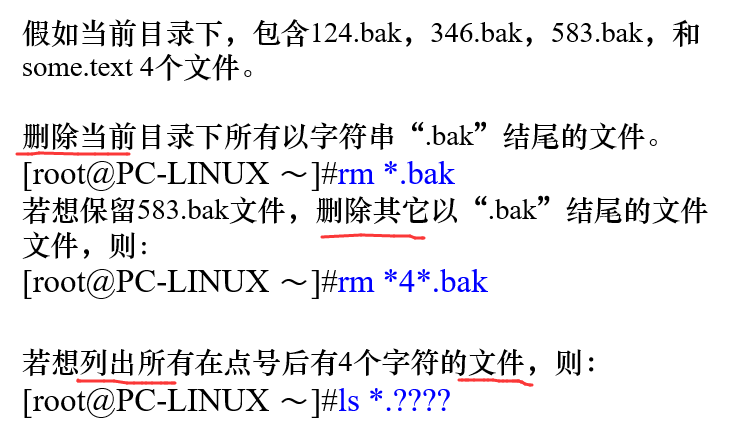 假如当前目录下，包含124.bak，346.bak，583.bak，和
some.text 4个文件。
删除当前目录下所有以字符串“.bak”结尾的文件。
[root@PC-LINUX ～]#rm *.bak
若想保留583.bak文件，删除其它以“.bak”结尾的文件
文件，则：
[root@PC-LINUX ～]#rm *4*.bak
若想列出所有在点号后有4个字符的文件，则：
[root@PC-LINUX ～]#ls *.????